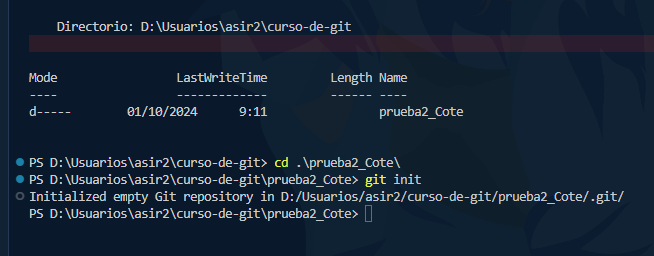 Directorio: D:\Usuarios\asir2\curso-de-git
Mode LastWriteTime Length Name
---- ------------- ------ ----
d----- 01/10/2024 9:11 prueba2_Cote
PS D:\Usuarios\asir2\curso-de-git> cd .\prueba2_Cote\
PS D:\Usuarios\asir2\curso-de-git\prueba2_Cote> git init
Initialized empty Git repository in D:/Usuarios/asir2/curso-de-git/prueba2_Cote/.git/
PS D:\Usuarios\asir2\curso-de-git\prueba2_Cote>